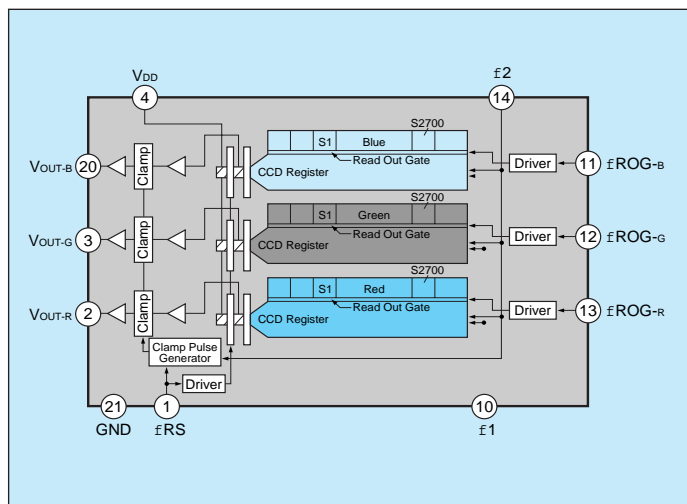 VDD
4
f2
14
S2700
S1 Blue
Read Out Gate
CCD Register
VOUT-B 20
Clamp
Driver
11 fROG-B
S2700
S1 Green
Read Out Gate
CCD Register
VOUT-G 3
Clamp
Driver
12 fROG-G
S2700
S1 Red
Read Out Gate
CCD Register
VOUT-R 2
Clamp
Driver
13 fROG-R
Clamp Pulse
Generator
Driver
21
GND
1
fRS
10
f1